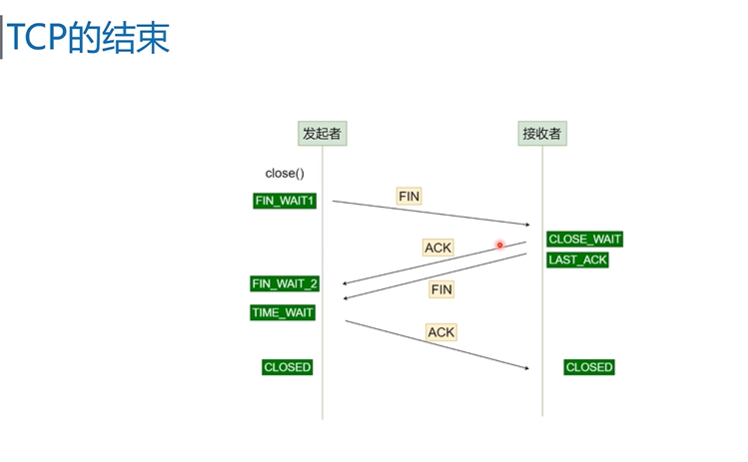 TCP的结束
发起者
接收者
close()
FIN_WAIT1
FIN
CLOSE_WAIT
ACK
LAST_ACK
FIN_WAIT_2
FIN
TIME_WAIT
ACK
CLOSED
CLOSED